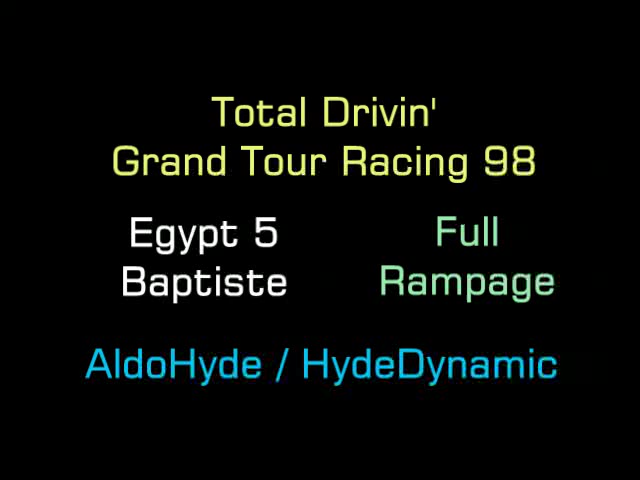 Total Drivin'
Grand Tour Racing 98
Egypt 5
Baptiste
Full
Rampage
AldoHyde / HydeDynamic